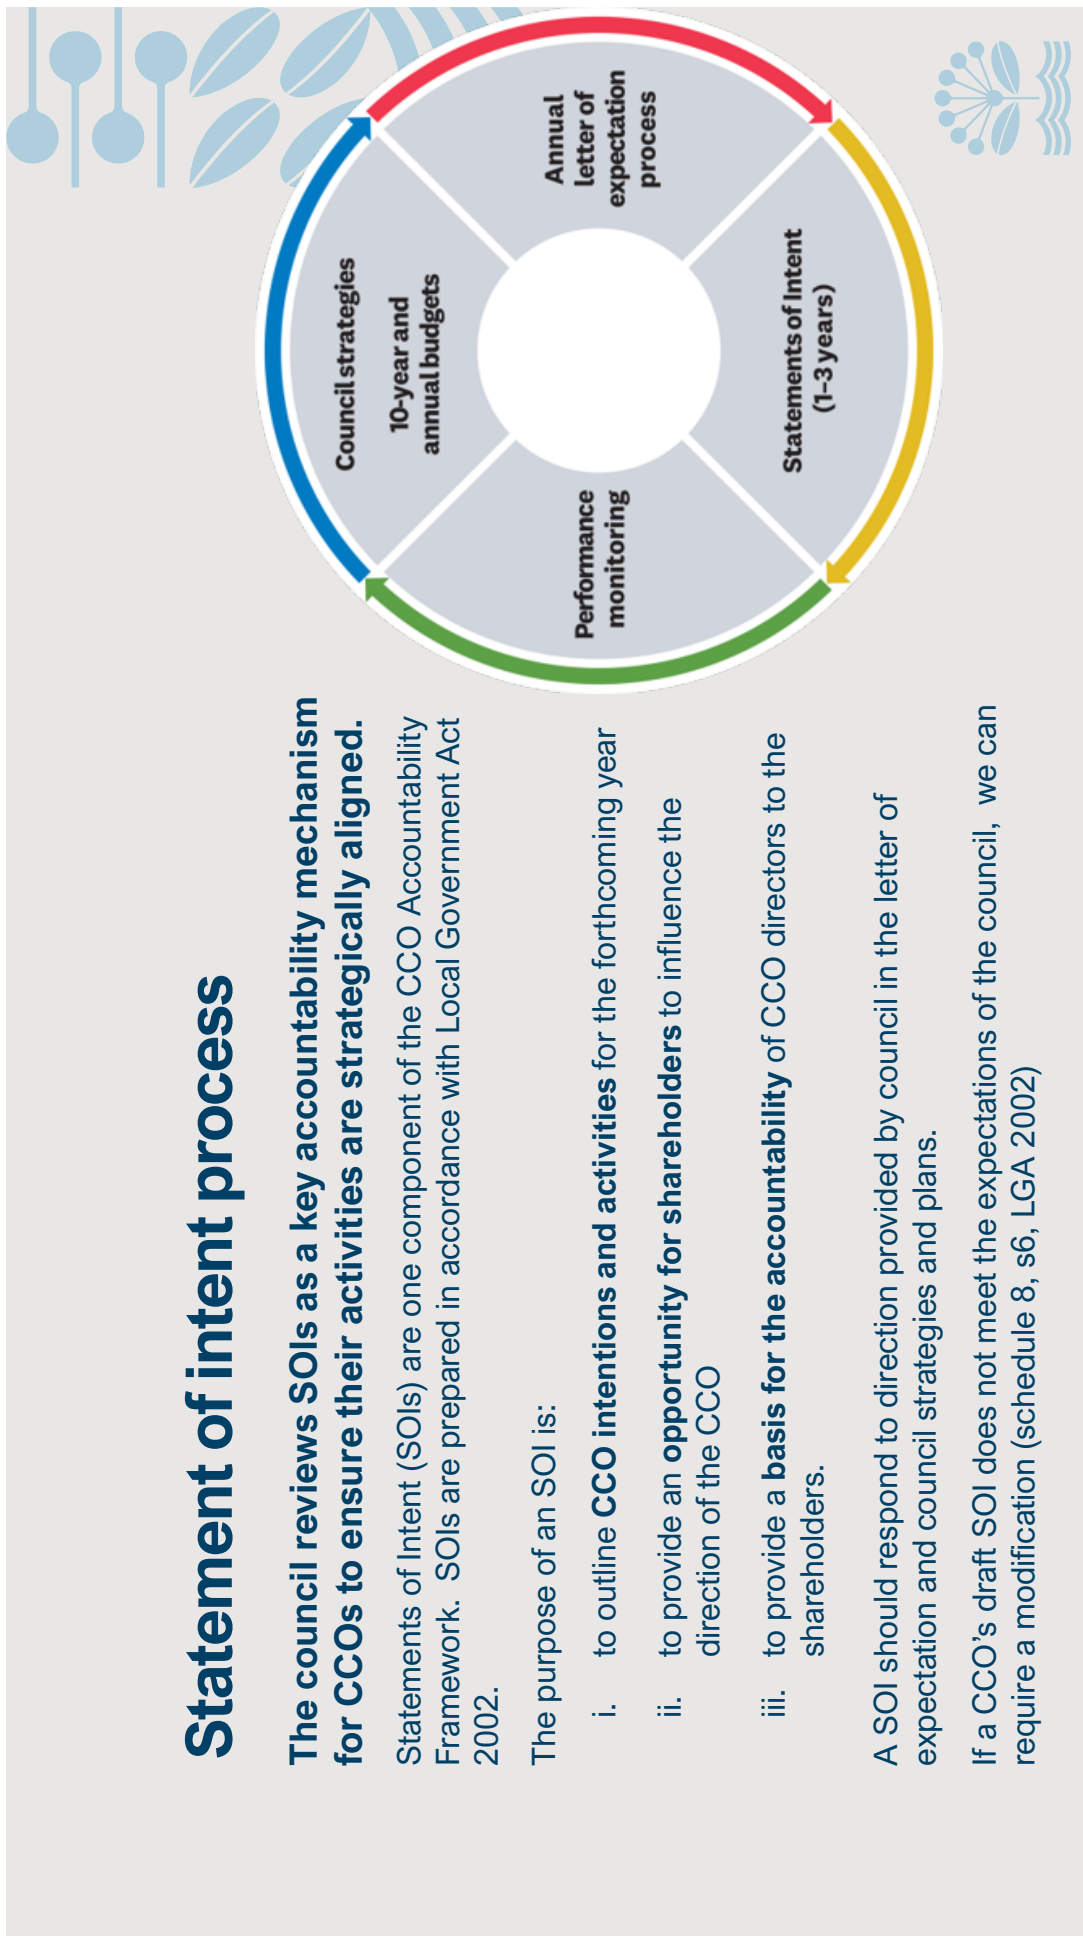 Statement of intent process
The council reviews SOIs as a key accountability mechanism
for CCOs to ensure their activities are strategically aligned.
Statements of Intent (SOIs) are one component of the CCO Accountability
Framework.  SOIs are prepared in accordance with Local Government Act
2002.
The purpose of an SOI is:
i. to outline CCO intentions and activities for the forthcoming year
ii. to provide an opportunity for shareholders to influence the
direction of the CCO
iii. to provide a basis for the accountability of CCO directors to the
shareholders.
A SOI should respond to direction provided by council in the letter of
expectation and council strategies and plans.
If a CCO’s draft SOI does not meet the expectations of the council,  we can
require a modification (schedule 8, s6, LGA 2002)
Council strategies
10-year and
annual budgets
Annual
letter of
expectation
process
Statements of Intent
(1–3 years)
Performance
monitoring